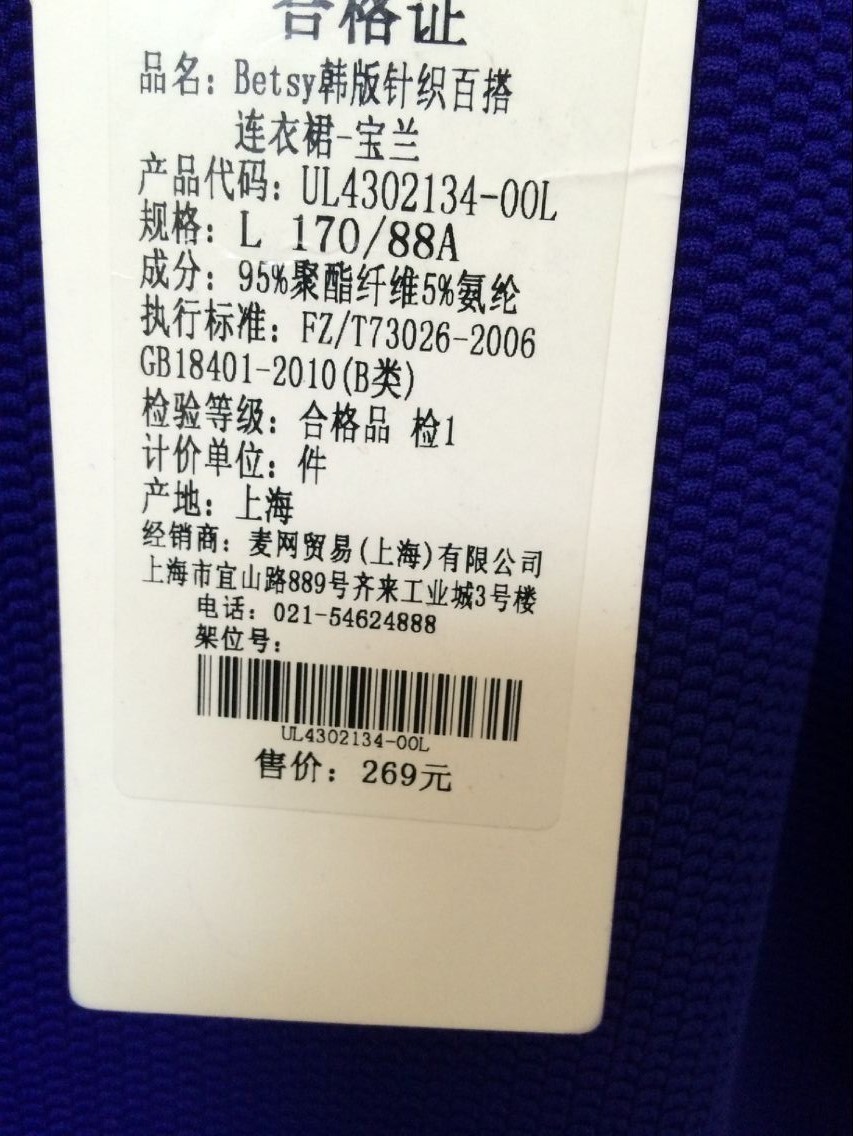 合格证
品名：Betsy韩版针织百搭
连衣裙-宝兰
产品代码：UL4302134-00L
规格：L 170/88A
成分：95%聚酯纤维5%氨纶
执行标准：FZ/T73026-2006
GB18401-2010(B类)
检验等级：合格品 检1
计价单位：件
产地：上海
经销商：麦网贸易(上海)有限公司
上海市宜山路889号齐来工业城3号楼
电话：021-54624888
架位号：
UL4302134-00L
售价：269元